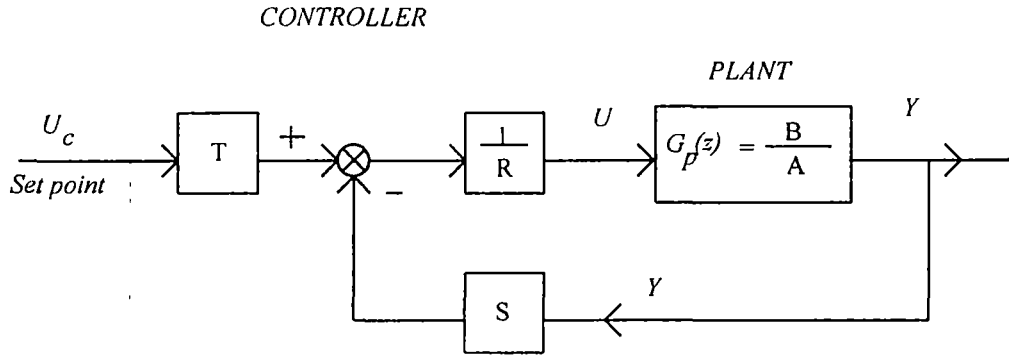 CONTROLLER
PLANT
U_c
Set point
T
+
−
1
R
U
G_p(z) = B
A
Y
S
Y